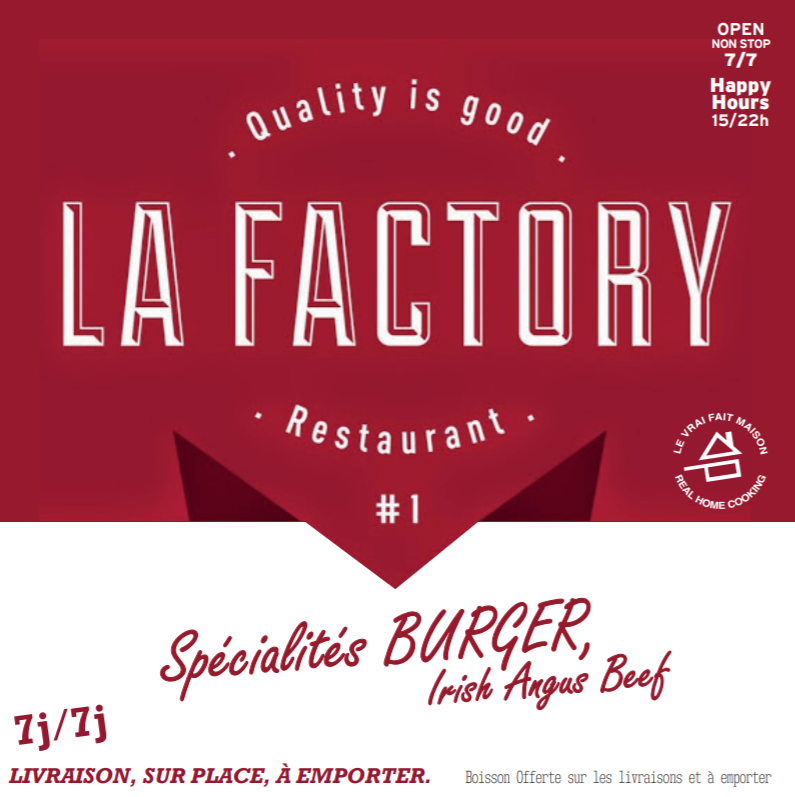 OPEN
NON STOP
7/7
Happy
Hours
15/22h
. Quality is good .
LA FACTORY
. Restaurant .
#1
LE VRAI FAIT MAISON
REAL HOME COOKING
Spécialités BURGER,
Irish Angus Beef
7j/7j
LIVRAISON, SUR PLACE, À EMPORTER.
Boisson Offerte sur les livraisons et à emporter